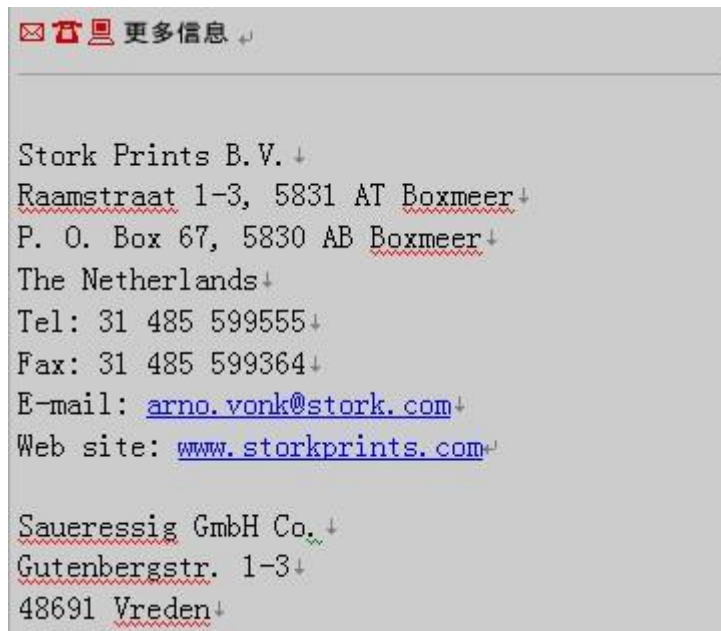 更多信息
Stork Prints B.V.
Raamstraat 1-3, 5831 AT Boxmeer
P. O. Box 67, 5830 AB Boxmeer
The Netherlands
Tel: 31 485 599555
Fax: 31 485 599364
E-mail: arno.vonk@stork.com
Web site: www.storkprints.com
Saueressig GmbH Co.
Gutenbergstr. 1-3
48691 Vreden